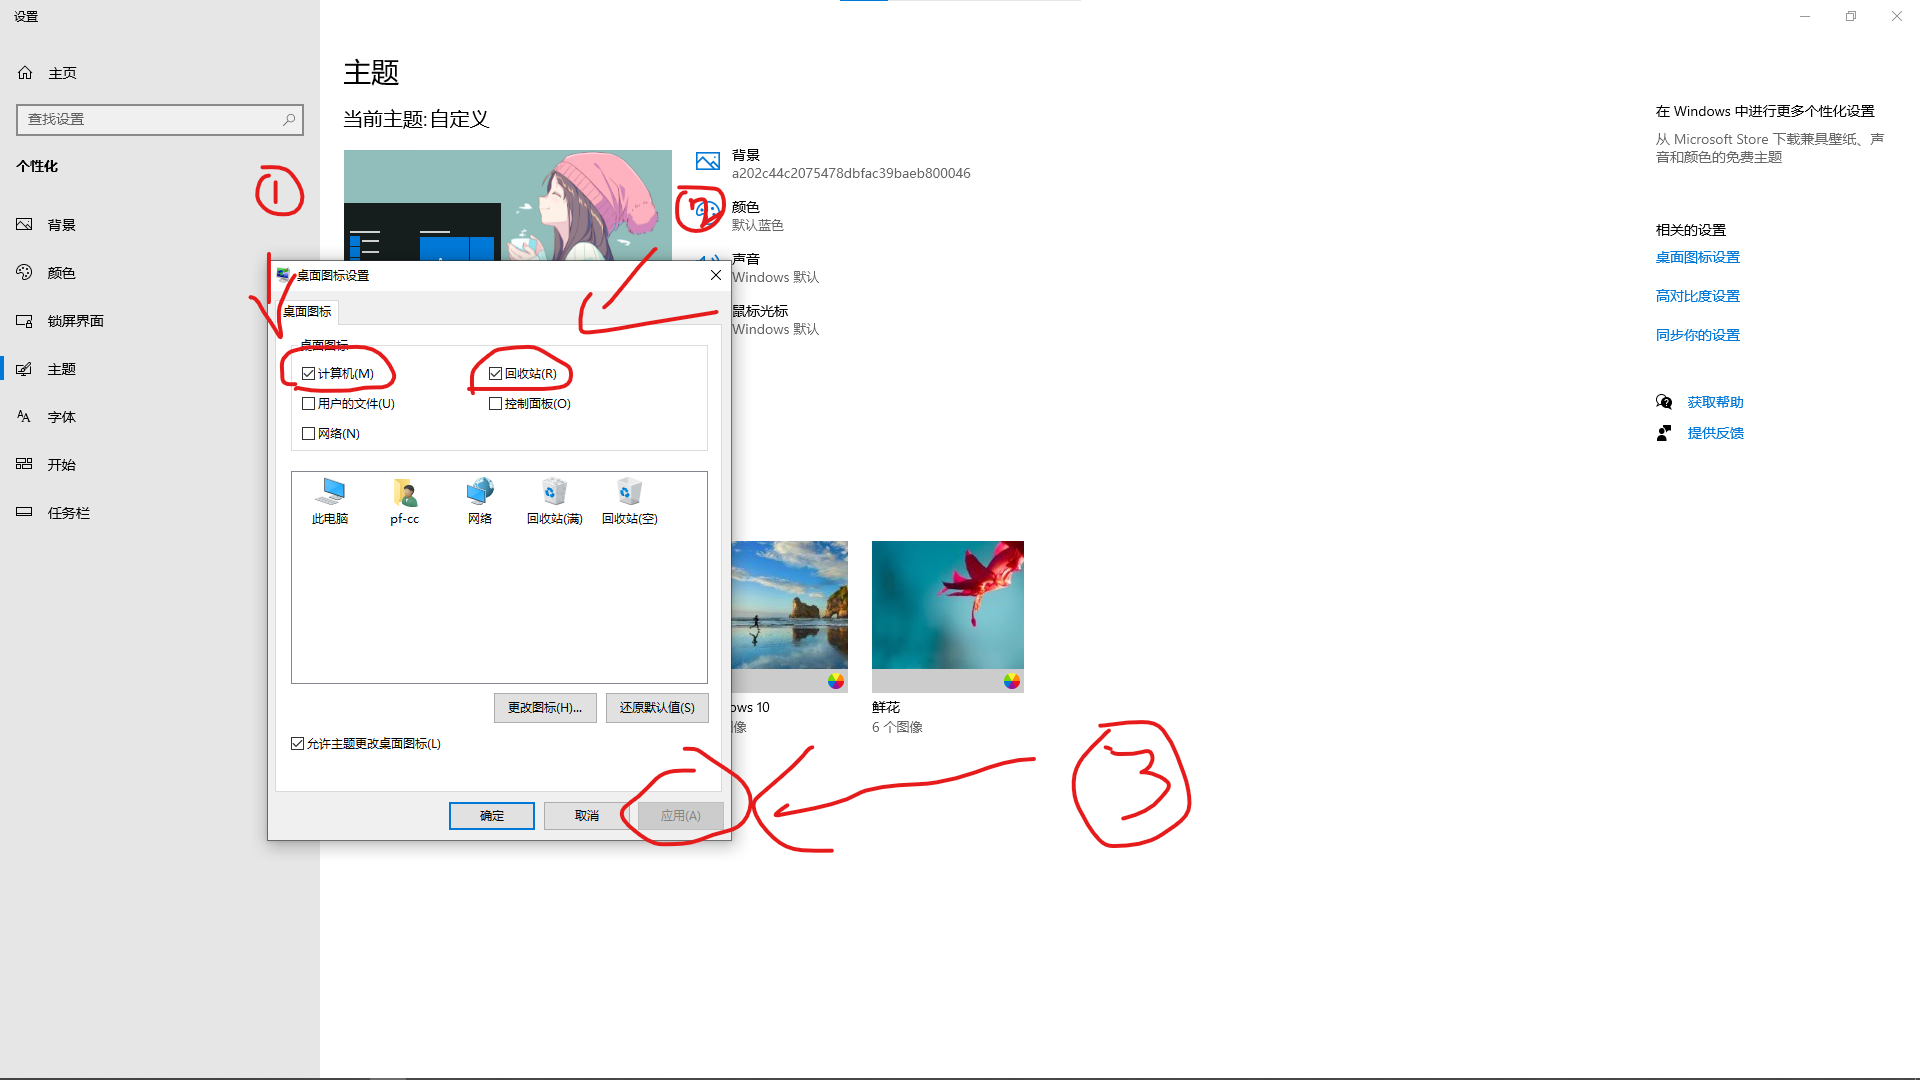 设置
主页
查找设置
个性化
背景
颜色
锁屏界面
主题
字体
开始
任务栏
主题
当前主题: 自定义
背景
a202c44c2075478dbfac39baeb800046
颜色
默认蓝色
声音
Windows 默认
鼠标光标
Windows 默认
①
②
桌面图标设置
桌面图标
桌面图标
计算机(M)
回收站(R)
用户的文件(U)
控制面板(O)
网络(N)
此电脑
pf-cc
网络
回收站(满)
回收站(空)
更改图标(H)...
还原默认值(S)
允许主题更改桌面图标(L)
确定
取消
应用(A)
ows 10
像
鲜花
6 个图像
③
在 Windows 中进行更多个性化设置
从 Microsoft Store 下载兼具壁纸、声
音和颜色的免费主题
相关的设置
桌面图标设置
高对比度设置
同步你的设置
获取帮助
提供反馈